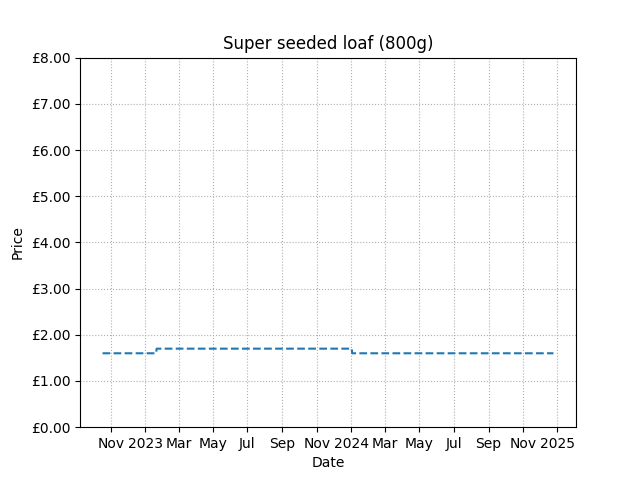 Super seeded loaf (800g)
£8.00
£7.00
£6.00
£5.00
£4.00
£3.00
£2.00
£1.00
£0.00
Price
Nov 2023 Mar May Jul Sep Nov 2024 Mar May Jul Sep Nov 2025
Date